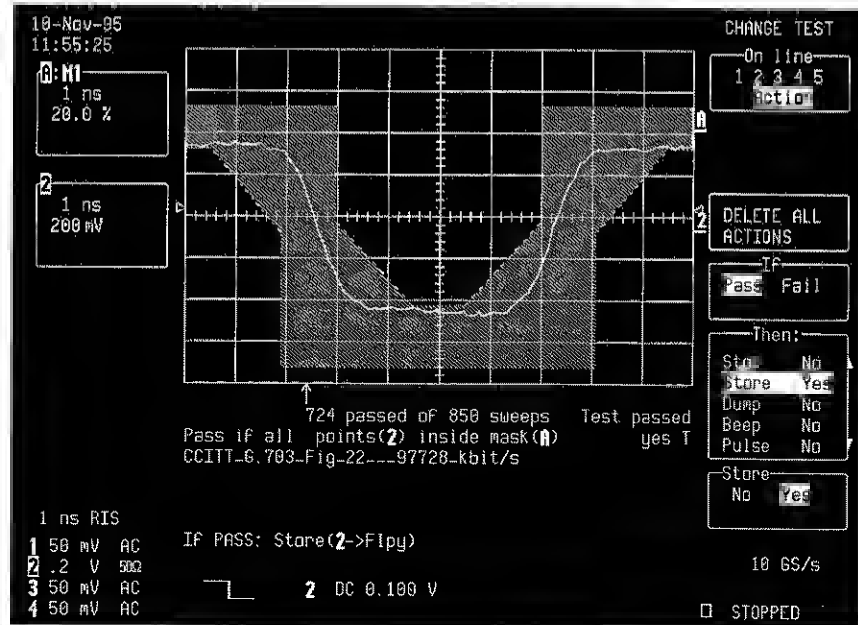 10-Nov-95
11:55:25
A:M1
1 ns
20.0 %
2
1 ns
200 mV
A
2
CHANGE TEST
On line
1 2 3 4 5
Action
DELETE ALL
ACTIONS
If
Pass Fail
Then:
No
Store Yes
Dump No
Beep No
Pulse No
Store
No Yes
724 passed of 850 sweeps Test passed
Pass if all points(2) inside mask(A) yes T
CCITT_G.703_Fig_22___97728_kbit/s
1 ns RIS
1 50 mV AC
2 .2 V 50Ω
3 50 mV AC
4 50 mV AC
If PASS: Store(2->Flpy)
2 DC 0.100 V
10 GS/s
STOPPED